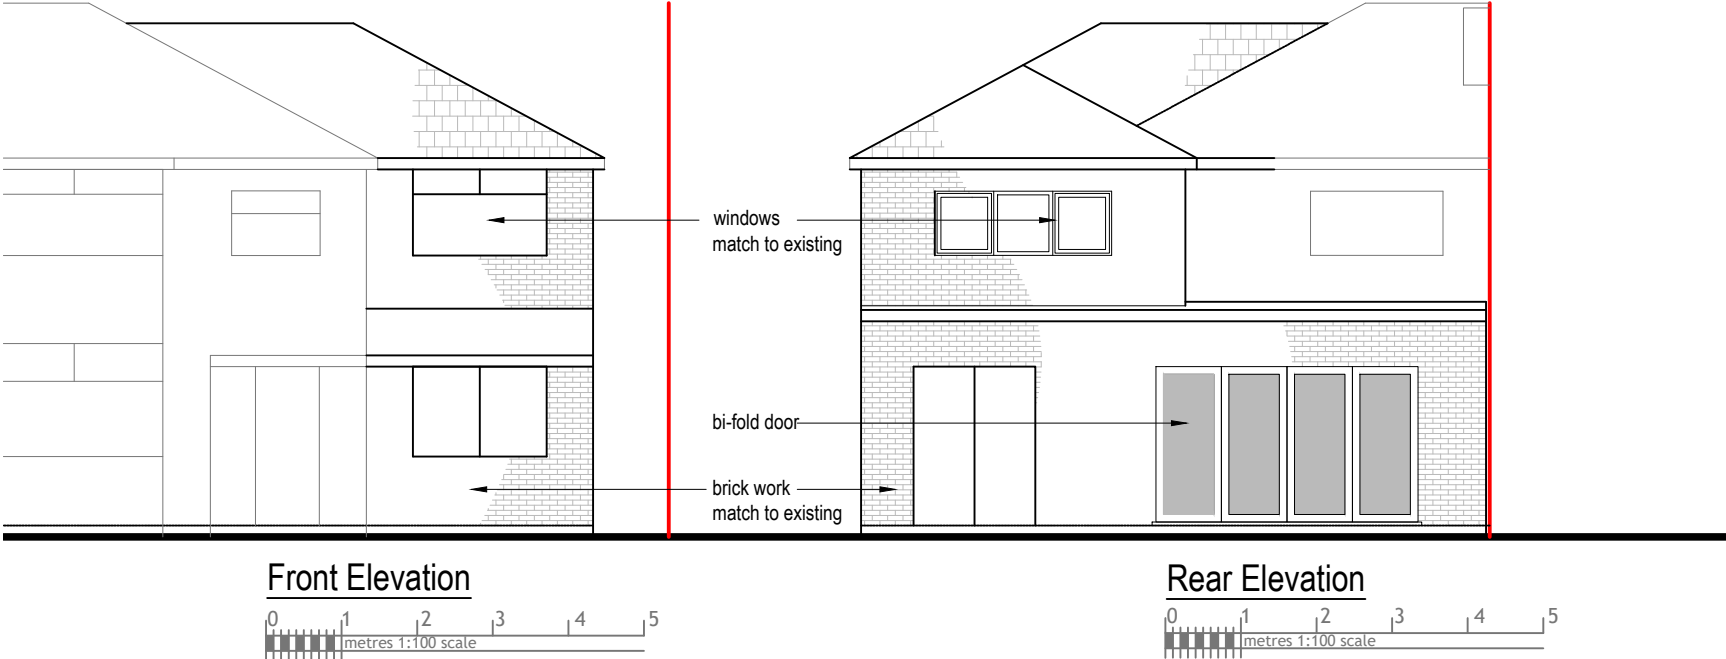 windows
match to existing
bi-fold door
brick work
match to existing
Front Elevation
0 1 2 3 4 5
metres 1:100 scale
Rear Elevation
0 1 2 3 4 5
metres 1:100 scale